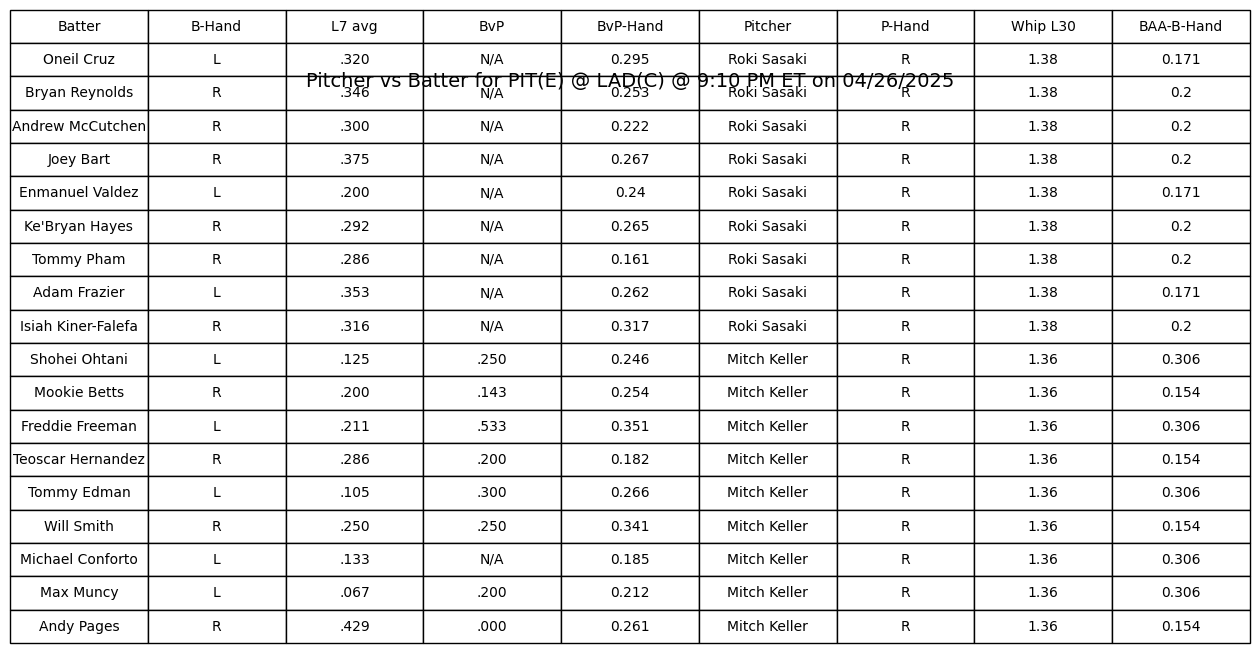 Batter B-Hand L7 avg BvP BvP-Hand Pitcher P-Hand Whip L30 BAA-B-Hand
Oneil Cruz L .320 N/A 0.295 Roki Sasaki R 1.38 0.171
Pitcher vs Batter for PIT(E) @ LAD(C) @ 9:10 PM ET on 04/26/2025
Bryan Reynolds R .346 N/A 0.253 Roki Sasaki R 1.38 0.2
Andrew McCutchen R .300 N/A 0.222 Roki Sasaki R 1.38 0.2
Joey Bart R .375 N/A 0.267 Roki Sasaki R 1.38 0.2
Enmanuel Valdez L .200 N/A 0.24 Roki Sasaki R 1.38 0.171
Ke'Bryan Hayes R .292 N/A 0.265 Roki Sasaki R 1.38 0.2
Tommy Pham R .286 N/A 0.161 Roki Sasaki R 1.38 0.2
Adam Frazier L .353 N/A 0.262 Roki Sasaki R 1.38 0.171
Isiah Kiner-Falefa R .316 N/A 0.317 Roki Sasaki R 1.38 0.2
Shohei Ohtani L .125 .250 0.246 Mitch Keller R 1.36 0.306
Mookie Betts R .200 .143 0.254 Mitch Keller R 1.36 0.154
Freddie Freeman L .211 .533 0.351 Mitch Keller R 1.36 0.306
Teoscar Hernandez R .286 .200 0.182 Mitch Keller R 1.36 0.154
Tommy Edman L .105 .300 0.266 Mitch Keller R 1.36 0.306
Will Smith R .250 .250 0.341 Mitch Keller R 1.36 0.154
Michael Conforto L .133 N/A 0.185 Mitch Keller R 1.36 0.306
Max Muncy L .067 .200 0.212 Mitch Keller R 1.36 0.306
Andy Pages R .429 .000 0.261 Mitch Keller R 1.36 0.154